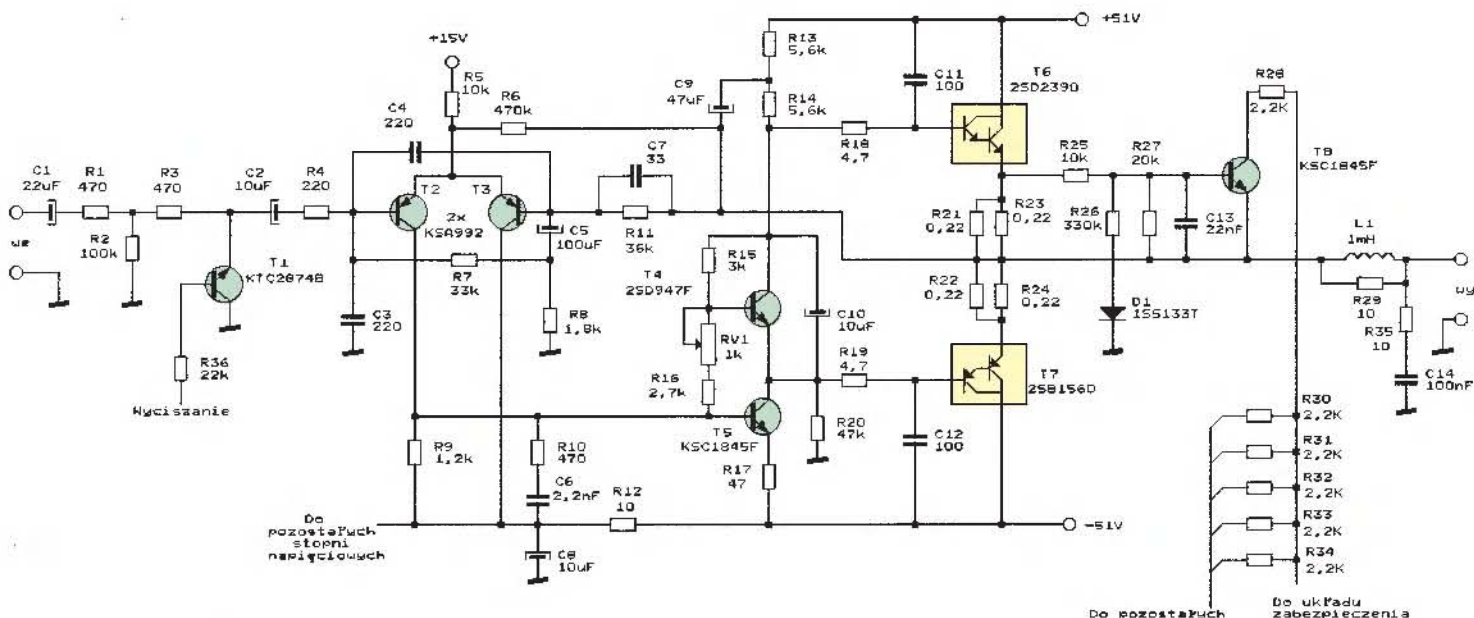 +51V
+15V
R13
5,6k
R5
10k
C9
47uF
C11
100
T6
2SD2390
R28
2,2K
R6
470k
R14
5,6k
C4
220
R18
4,7
C7
33
R25
10k
R27
20k
T8
KSC1845F
C1
22uF
R1
470
R3
470
C2
10uF
R4
220
T2
T3
2x
KSA992
R21
0,22
R23
0,22
R26
330k
C13
22nF
L1
1mH
we
R2
100k
C5
100uF
R11
36k
R15
3k
T1
KTC2874B
R7
33k
T4
2SD947F
R22
0,22
R24
0,22
D1
1SS133T
R29
10
wy
C3
220
R8
1,8k
RV1
1k
C10
10uF
R35
10
R36
22k
R19
4,7
T7
2SB1560
C14
100nF
R16
2,7k
Wyciszanie
T5
KSC1845F
R20
47k
C12
100
R30
2,2K
R9
1,2k
R10
470
R17
47
R31
2,2K
C6
2,2nF
R12
10
R32
2,2K
Do
pozostałych
stopni
napięciowych
-51V
R33
2,2K
C8
10uF
R34
2,2K
Do pozostałych
Do układu
zabezpieczenia